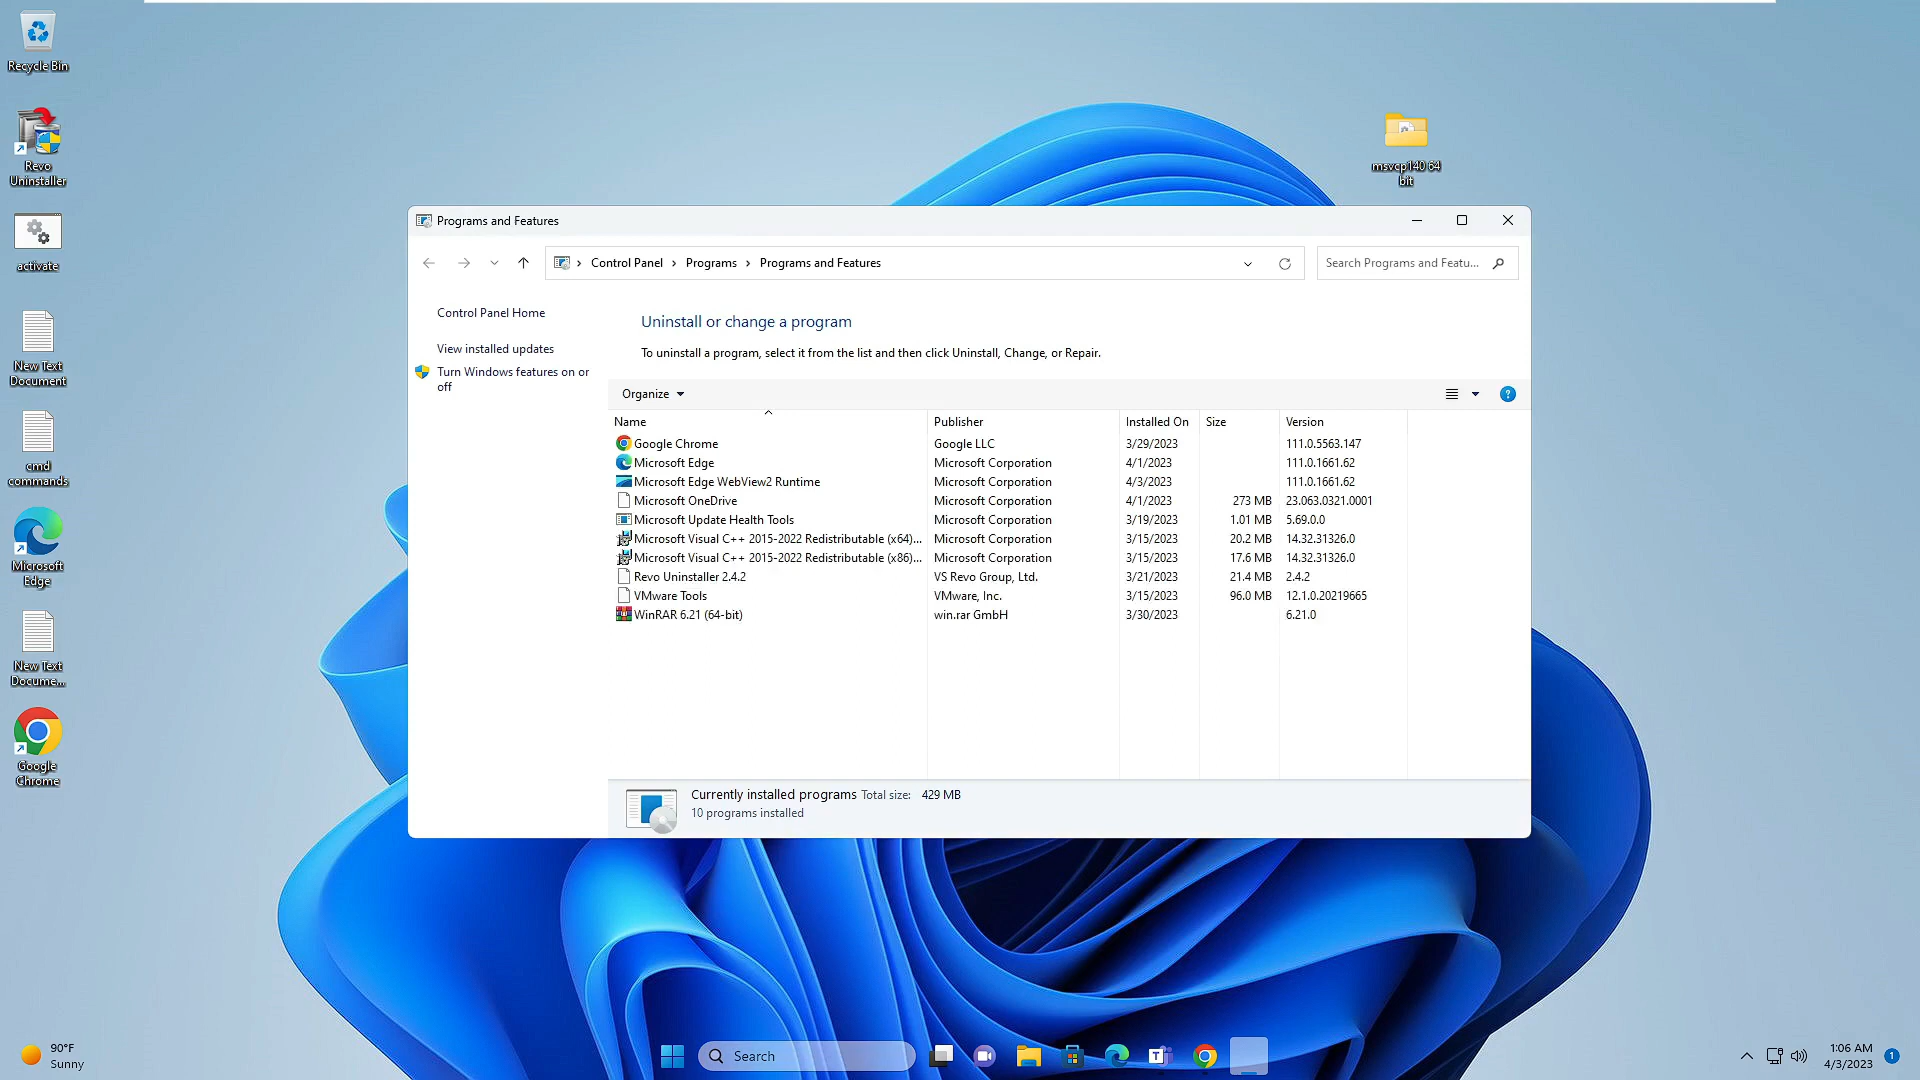 Recycle Bin
Revo
Uninstaller
activate
New Text
Document
cmd
commands
Microsoft
Edge
New Text
Docume...
Google
Chrome
msvcp140 64
bit
Programs and Features
Control Panel
Programs
Programs and Features
Search Programs and Featu...
Control Panel Home
View installed updates
Turn Windows features on or
off
Uninstall or change a program
To uninstall a program, select it from the list and then click Uninstall, Change, or Repair.
Organize
Name Publisher Installed On Size Version
Google Chrome Google LLC 3/29/2023 111.0.5563.147
Microsoft Edge Microsoft Corporation 4/1/2023 111.0.1661.62
Microsoft Edge WebView2 Runtime Microsoft Corporation 4/3/2023 111.0.1661.62
Microsoft OneDrive Microsoft Corporation 4/1/2023 273 MB 23.063.0321.0001
Microsoft Update Health Tools Microsoft Corporation 3/19/2023 1.01 MB 5.69.0.0
Microsoft Visual C++ 2015-2022 Redistributable (x64)... Microsoft Corporation 3/15/2023 20.2 MB 14.32.31326.0
Microsoft Visual C++ 2015-2022 Redistributable (x86)... Microsoft Corporation 3/15/2023 17.6 MB 14.32.31326.0
Revo Uninstaller 2.4.2 VS Revo Group, Ltd. 3/21/2023 21.4 MB 2.4.2
VMware Tools VMware, Inc. 3/15/2023 96.0 MB 12.1.0.20219665
WinRAR 6.21 (64-bit) win.rar GmbH 3/30/2023 6.21.0
Currently installed programs Total size: 429 MB
10 programs installed
90°F
Sunny
Search
1:06 AM
4/3/2023
1